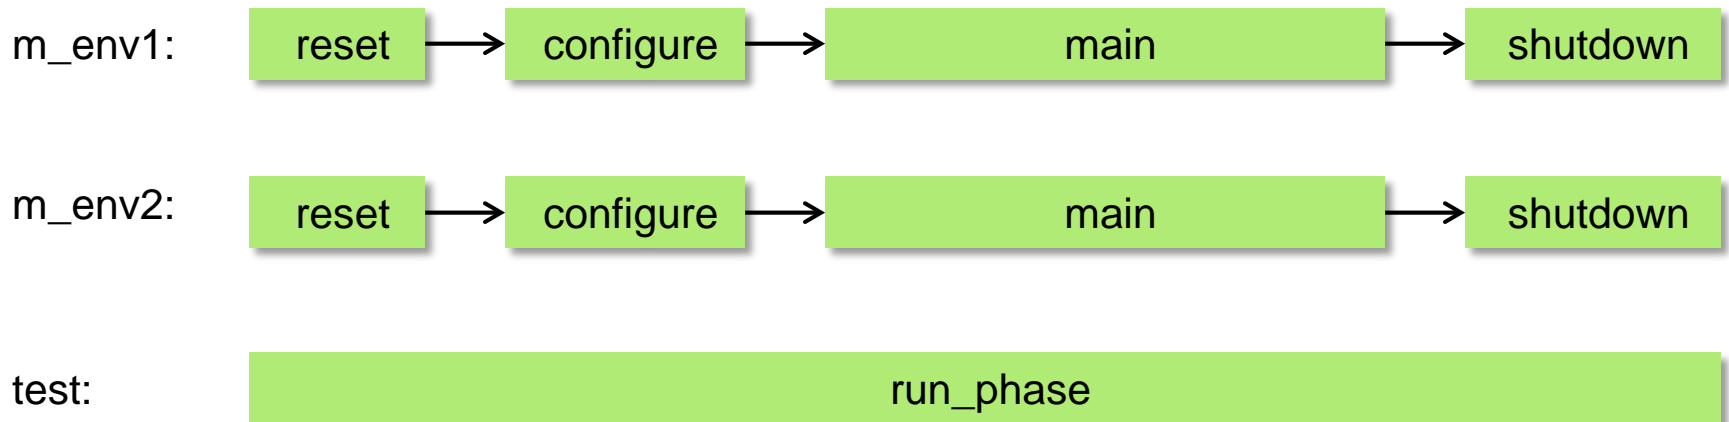 m_env1: reset configure main shutdown
m_env2: reset configure main shutdown
test: run_phase